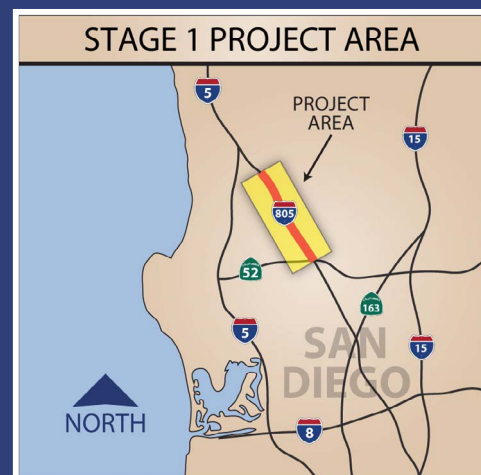 STAGE 1 PROJECT AREA
5
PROJECT
AREA
15
805
52
163
5
SAN
DIEGO
15
NORTH
8